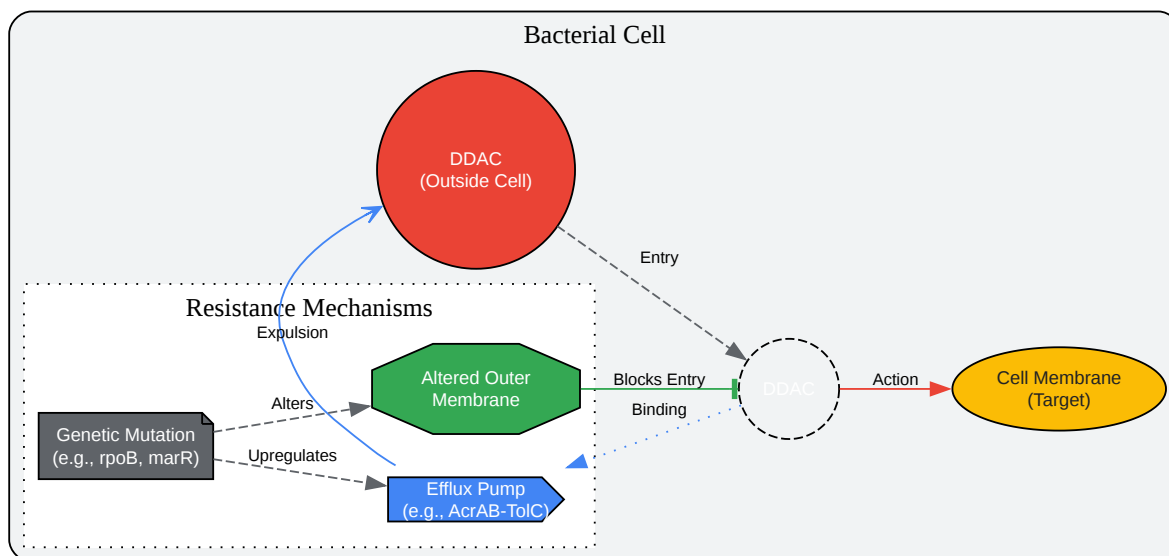 Bacterial Cell
DDAC
(Outside Cell)
Entry
Resistance Mechanisms
Expulsion
Altered Outer
Membrane
Blocks Entry
DDAC
Action
Cell Membrane
(Target)
Alters
Binding
Genetic Mutation
(e.g., rpoB, marR)
Upregulates
Efflux Pump
(e.g., AcrAB-TolC)